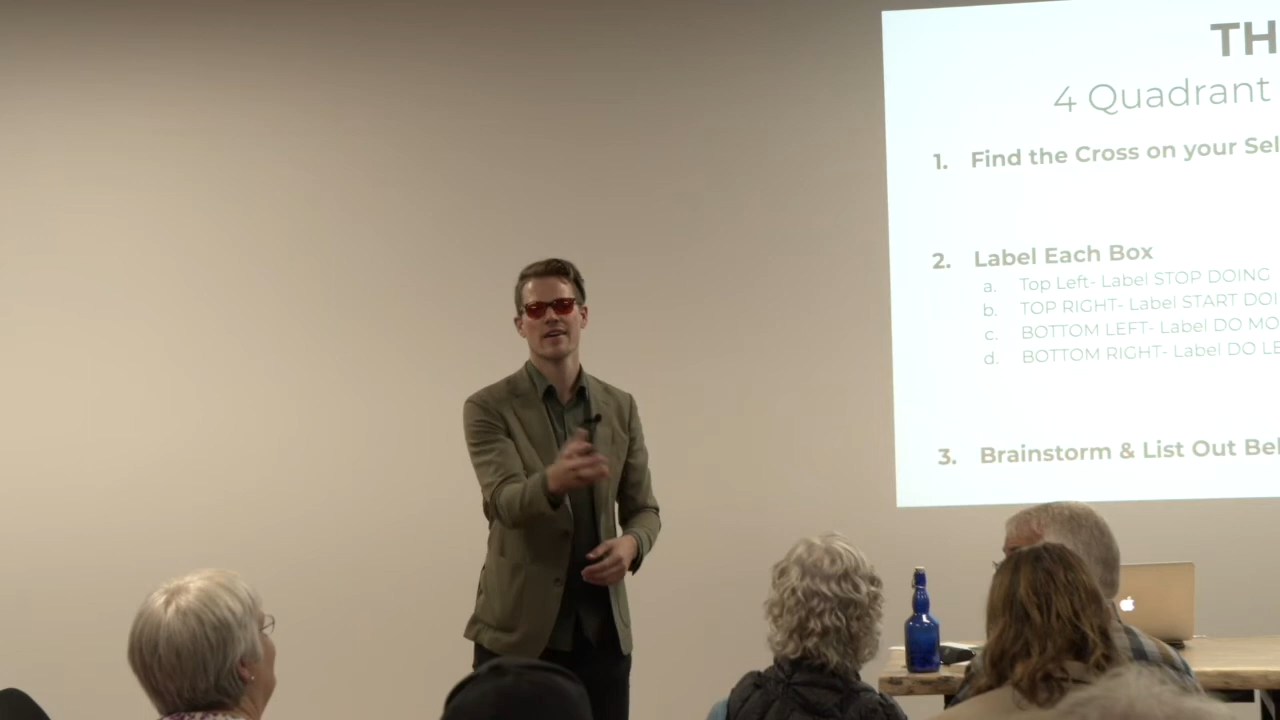 TH
4 Quadrant
1. Find the Cross on your Sel
2. Label Each Box
a. Top Left- Label STOP DOING
b. TOP RIGHT- Label START DOI
c. BOTTOM LEFT- Label DO MO
d. BOTTOM RIGHT- Label DO LE
3. Brainstorm & List Out Bel